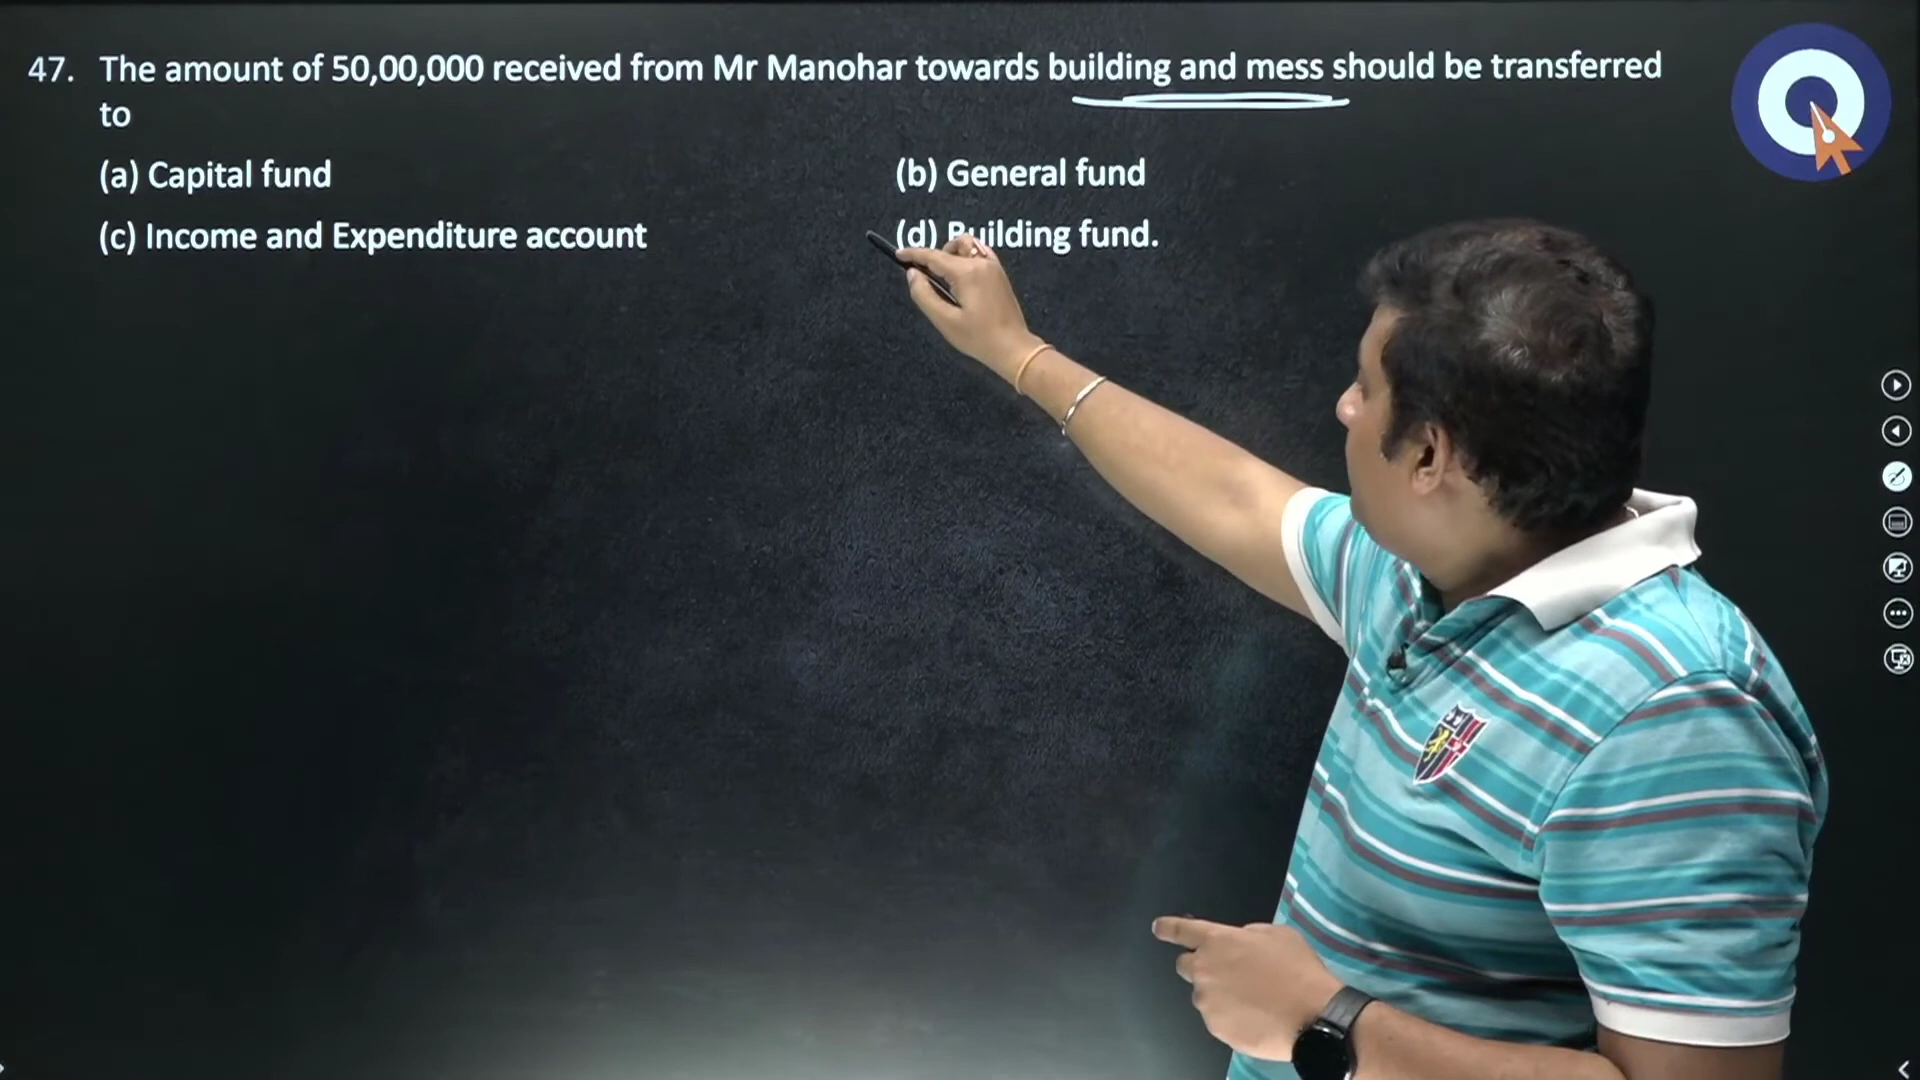 47. The amount of 50,00,000 received from Mr Manohar towards building and mess should be transferred
to
(a) Capital fund
(b) General fund
(c) Income and Expenditure account
(d) Building fund.